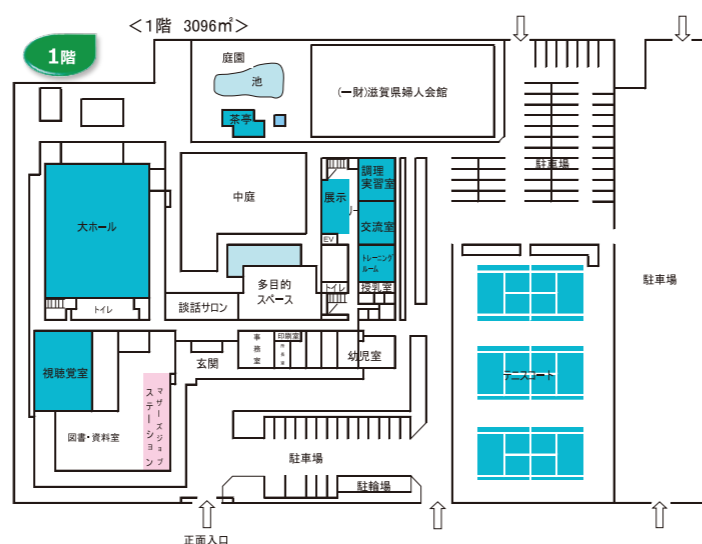 ＜1階 3096㎡＞
1階
庭園
池
(一財)滋賀県婦人会館
茶亭
駐車場
中庭
大ホール
展示
リー
調理
実習室
交流室
EV
トレーニング
ルーム
トイレ
授乳室
トイレ
談話サロン
多目的
スペース
駐車場
事務室
印刷室
幼児室
玄関
視聴覚室
マザーズジョブ
ステーション
図書・資料室
テニスコート
駐車場
駐輪場
正面入口